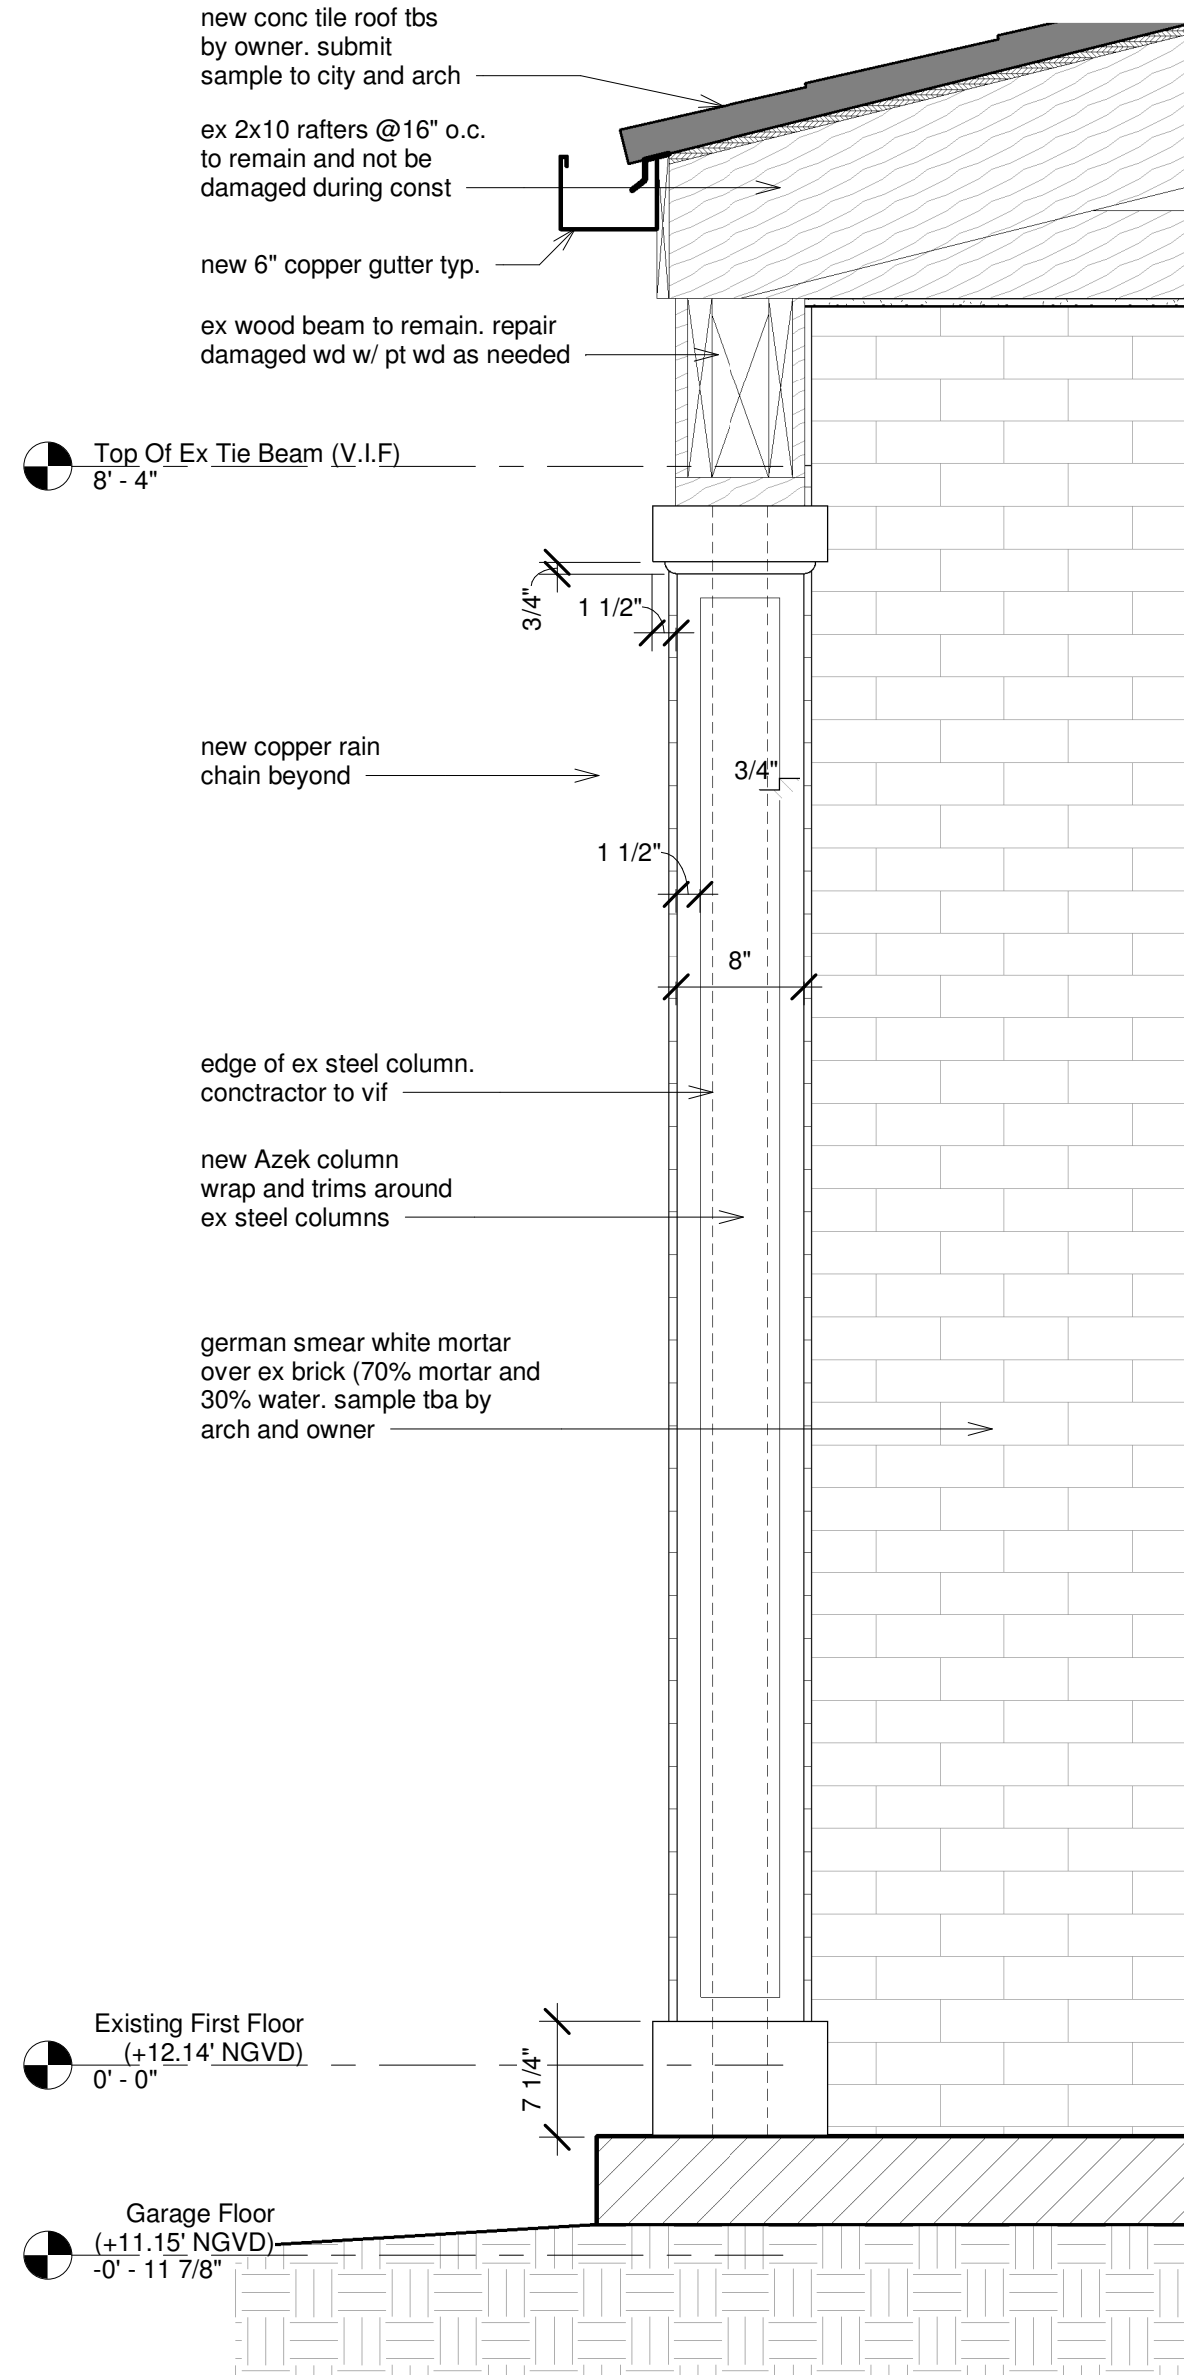 new conc tile roof tbs
by owner. submit
sample to city and arch
ex 2x10 rafters @16" o.c.
to remain and not be
damaged during const
new 6" copper gutter typ.
ex wood beam to remain. repair
damaged wd w/ pt wd as needed
Top Of Ex Tie Beam (V.I.F)
8' - 4"
3/4"
1 1/2"
new copper rain
chain beyond
3/4"
1 1/2"
8"
edge of ex steel column.
conctractor to vif
new Azek column
wrap and trims around
ex steel columns
german smear white mortar
over ex brick (70% mortar and
30% water. sample tba by
arch and owner
Existing First Floor
(+12.14' NGVD)
0' - 0"
7 1/4"
Garage Floor
(+11.15' NGVD)
-0' - 11 7/8"